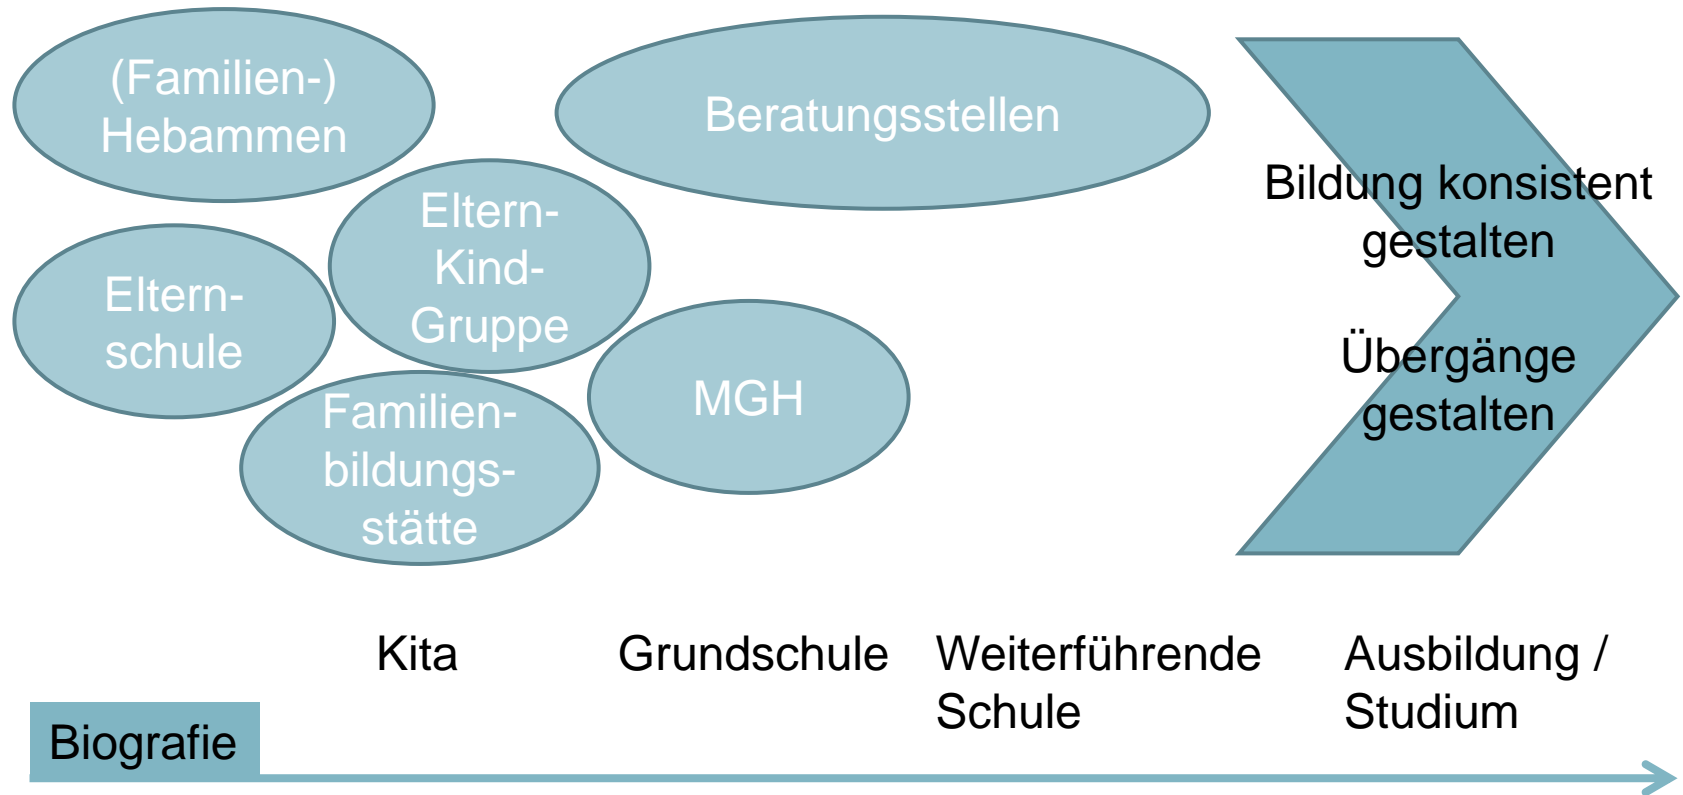 (Familien-)
Hebammen
Beratungsstellen
Eltern-
Kind-
Gruppe
Eltern-
schule
Familien-
bildungs-
stätte
MGH
Bildung konsistent
gestalten
Übergänge
gestalten
Kita
Grundschule
Weiterführende
Schule
Ausbildung /
Studium
Biografie